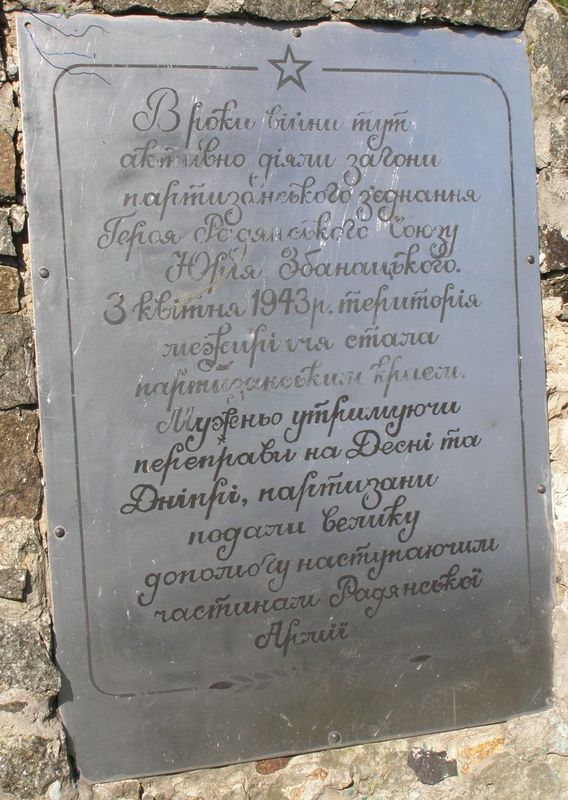 В роки війни тут
активно діяли загони
партизанського з'єднання
Героя Радянського Союзу
Юрія Збанацького.
З квітня 1943р. територія
межиріччя стала
партизанським краєм.
Мужньо утримуючи
переправи на Десні та
Дніпрі, партизани
подали велику
допомогу наступаючим
частинам Радянської
Армії